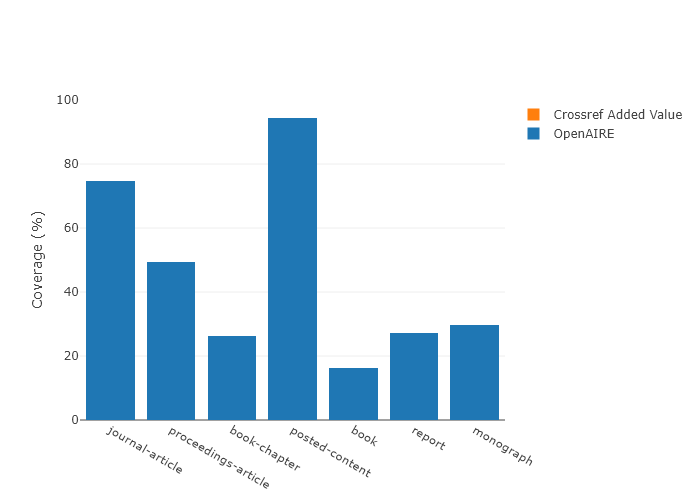 100
80
60
40
20
0
Coverage (%)
journal-article
proceedings-article
book-chapter
posted-content
book
report
monograph
Crossref Added Value
OpenAIRE